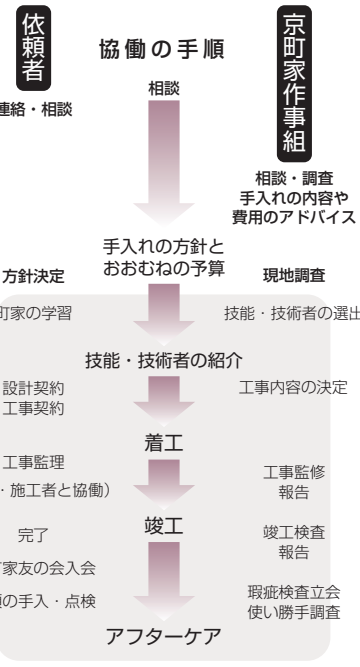 依頼者
協働の手順
京町家作事組
連絡・相談
相談
相談・調査
手入れの内容や
費用のアドバイス
手入れの方針と
おおむねの予算
方針決定
現地調査
町家の学習
技能・技術者の選出
技能・技術者の紹介
設計契約
工事契約
工事内容の決定
着工
工事監理
・施工者と協働）
工事監修
報告
竣工
完了
竣工検査
報告
家友の会入会
の手入・点検
瑕疵検査立会
使い勝手調査
アフターケア